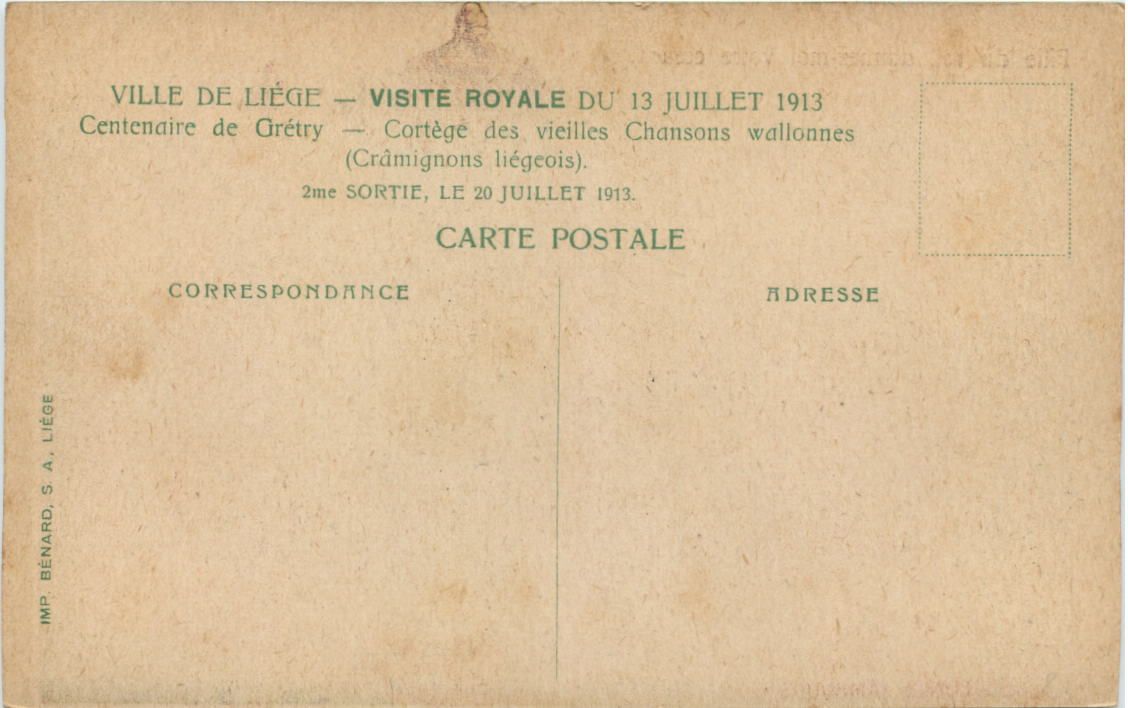 VILLE DE LIÉGE — VISITE ROYALE DU 13 JUILLET 1913
Centenaire de Grétry — Cortège des vieilles Chansons wallonnes
(Crâmignons liégeois).
2me SORTIE, LE 20 JUILLET 1913.
CARTE POSTALE
CORRESPONDANCE
ADRESSE
IMP. BÉNARD, S. A., LIÉGE